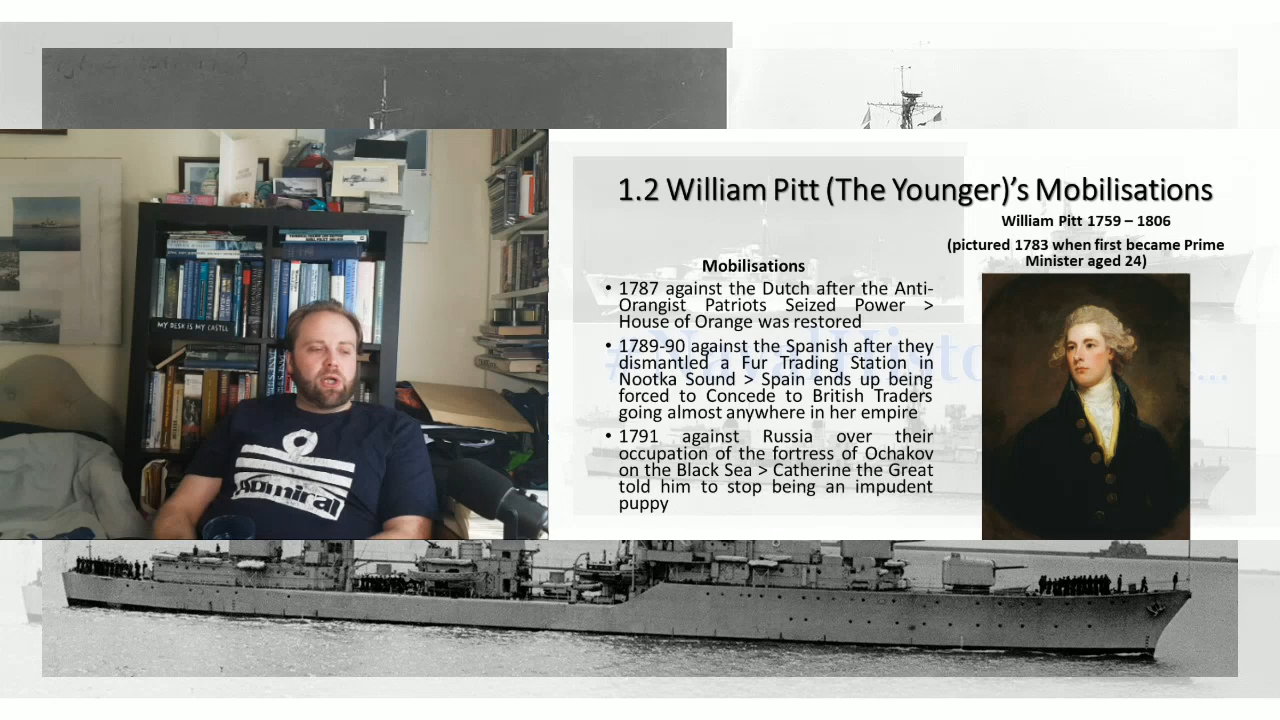 1.2 William Pitt (The Younger)'s Mobilisations
William Pitt 1759 – 1806
(pictured 1783 when first became Prime
Minister aged 24)
Mobilisations
• 1787 against the Dutch after the Anti-
Orangist Patriots Seized Power >
House of Orange was restored
• 1789-90 against the Spanish after they
dismantled a Fur Trading Station in
Nootka Sound > Spain ends up being
forced to Concede to British Traders
going almost anywhere in her empire
• 1791 against Russia over their
occupation of the fortress of Ochakov
on the Black Sea > Catherine the Great
told him to stop being an impudent
puppy
MY DESK IS MY CASTLE
Admiral